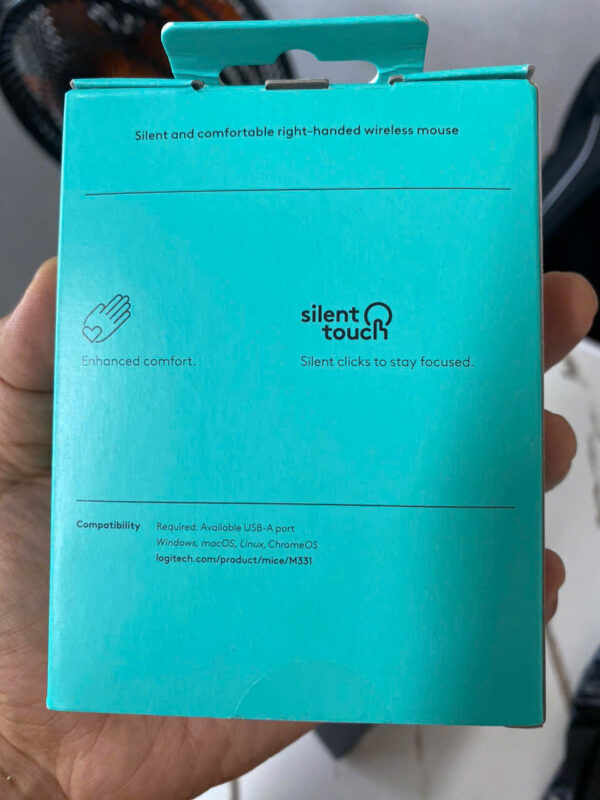 Silent and comfortable right-handed wireless mouse
silent
touch
Enhanced comfort.
Silent clicks to stay focused.
Compatibility
Required: Available USB-A port
Windows, macOS, Linux, ChromeOS
logitech.com/product/mice/M331